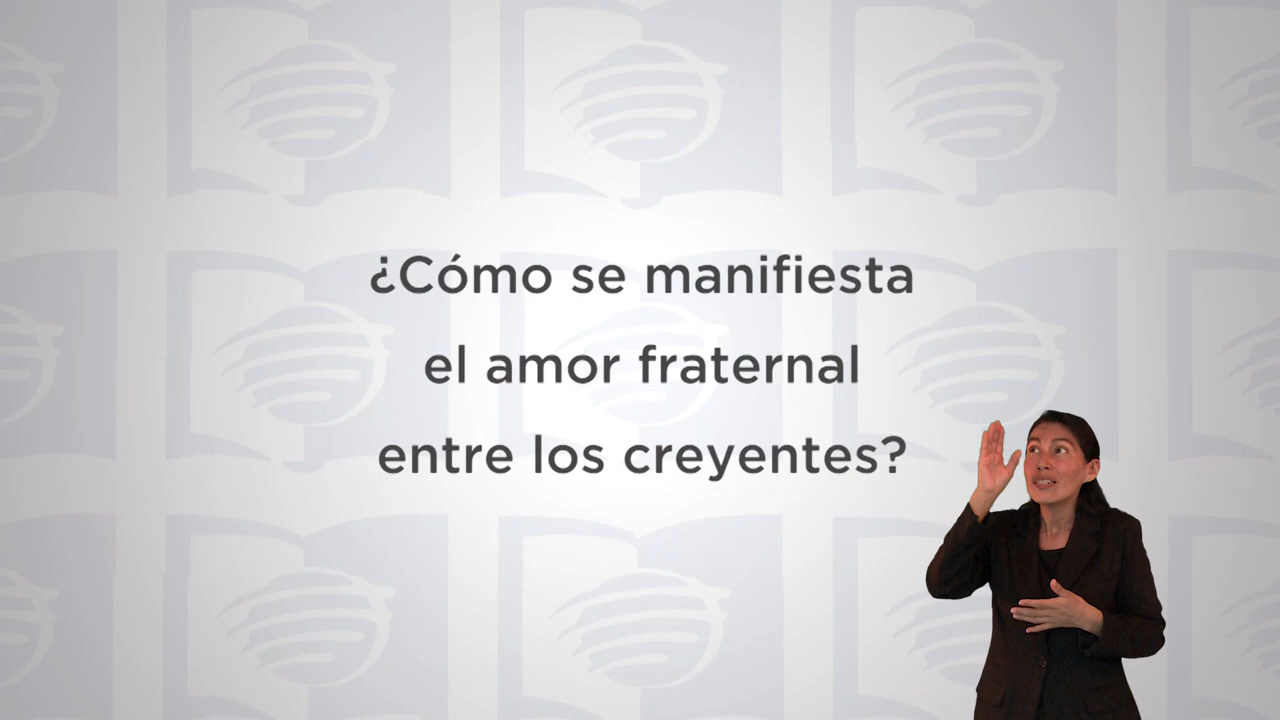 ¿Cómo se manifiesta
el amor fraternal
entre los creyentes?